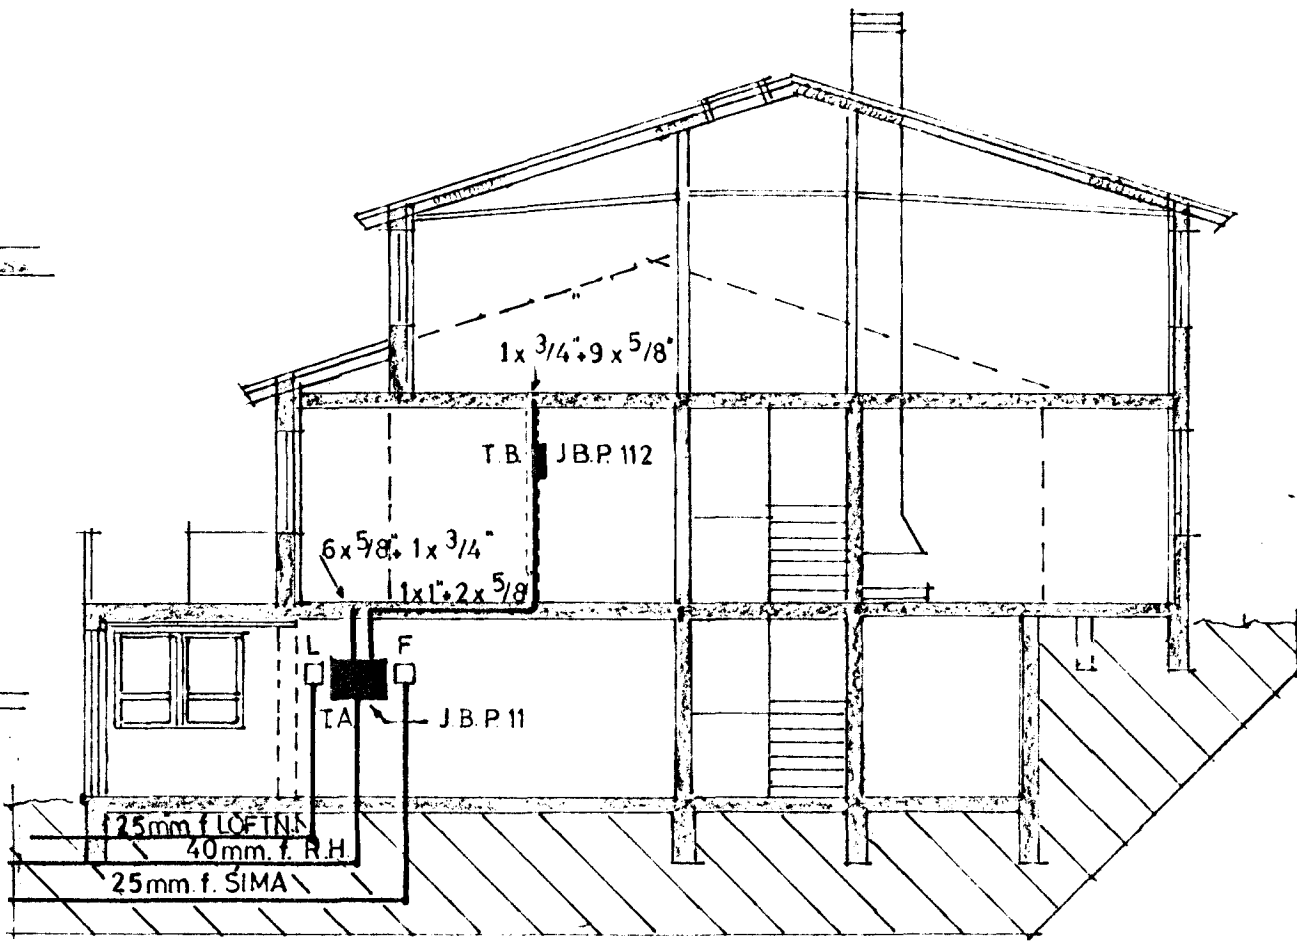 1 x 3/4" + 9 x 5/8"
T.B. J.B.P. 112
6 x 5/8" + 1 x 3/4"
1 x 1" + 2 x 5/8"
L F
T.A. J.B.P. 11
25mm f LOFTN.
40mm. f. R.H.
25mm. f. SÍMA